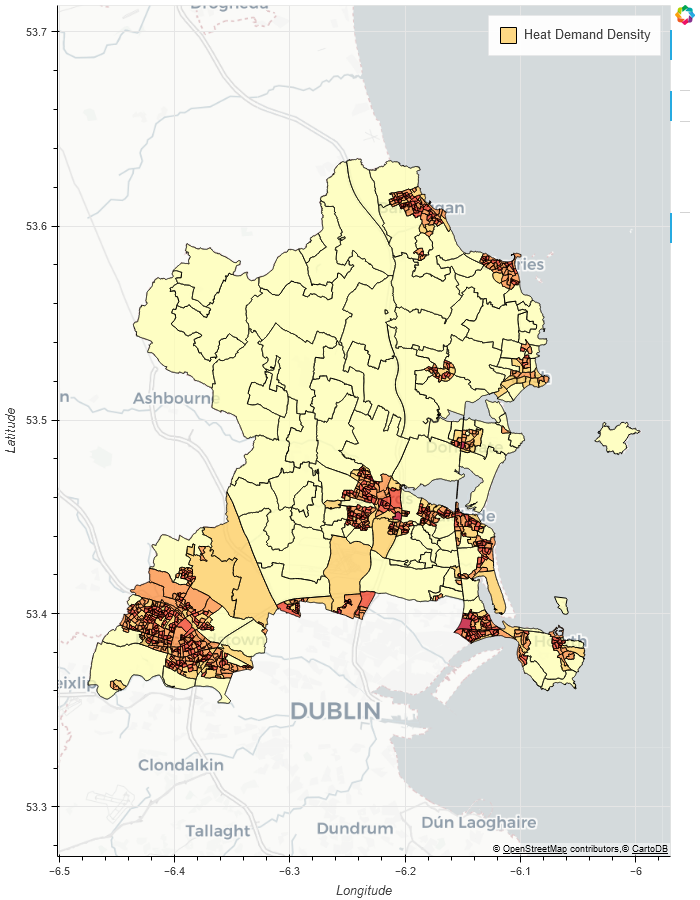 Drogheda
53.7
Heat Demand Density
53.6
Ashbourne
53.5
Latitude
53.4
DUBLIN
Clondalkin
53.3
Tallaght
Dundrum
Dún Laoghaire
© OpenStreetMap contributors,© CartoDB
−6.5
−6.4
−6.3
−6.2
−6.1
−6
Longitude